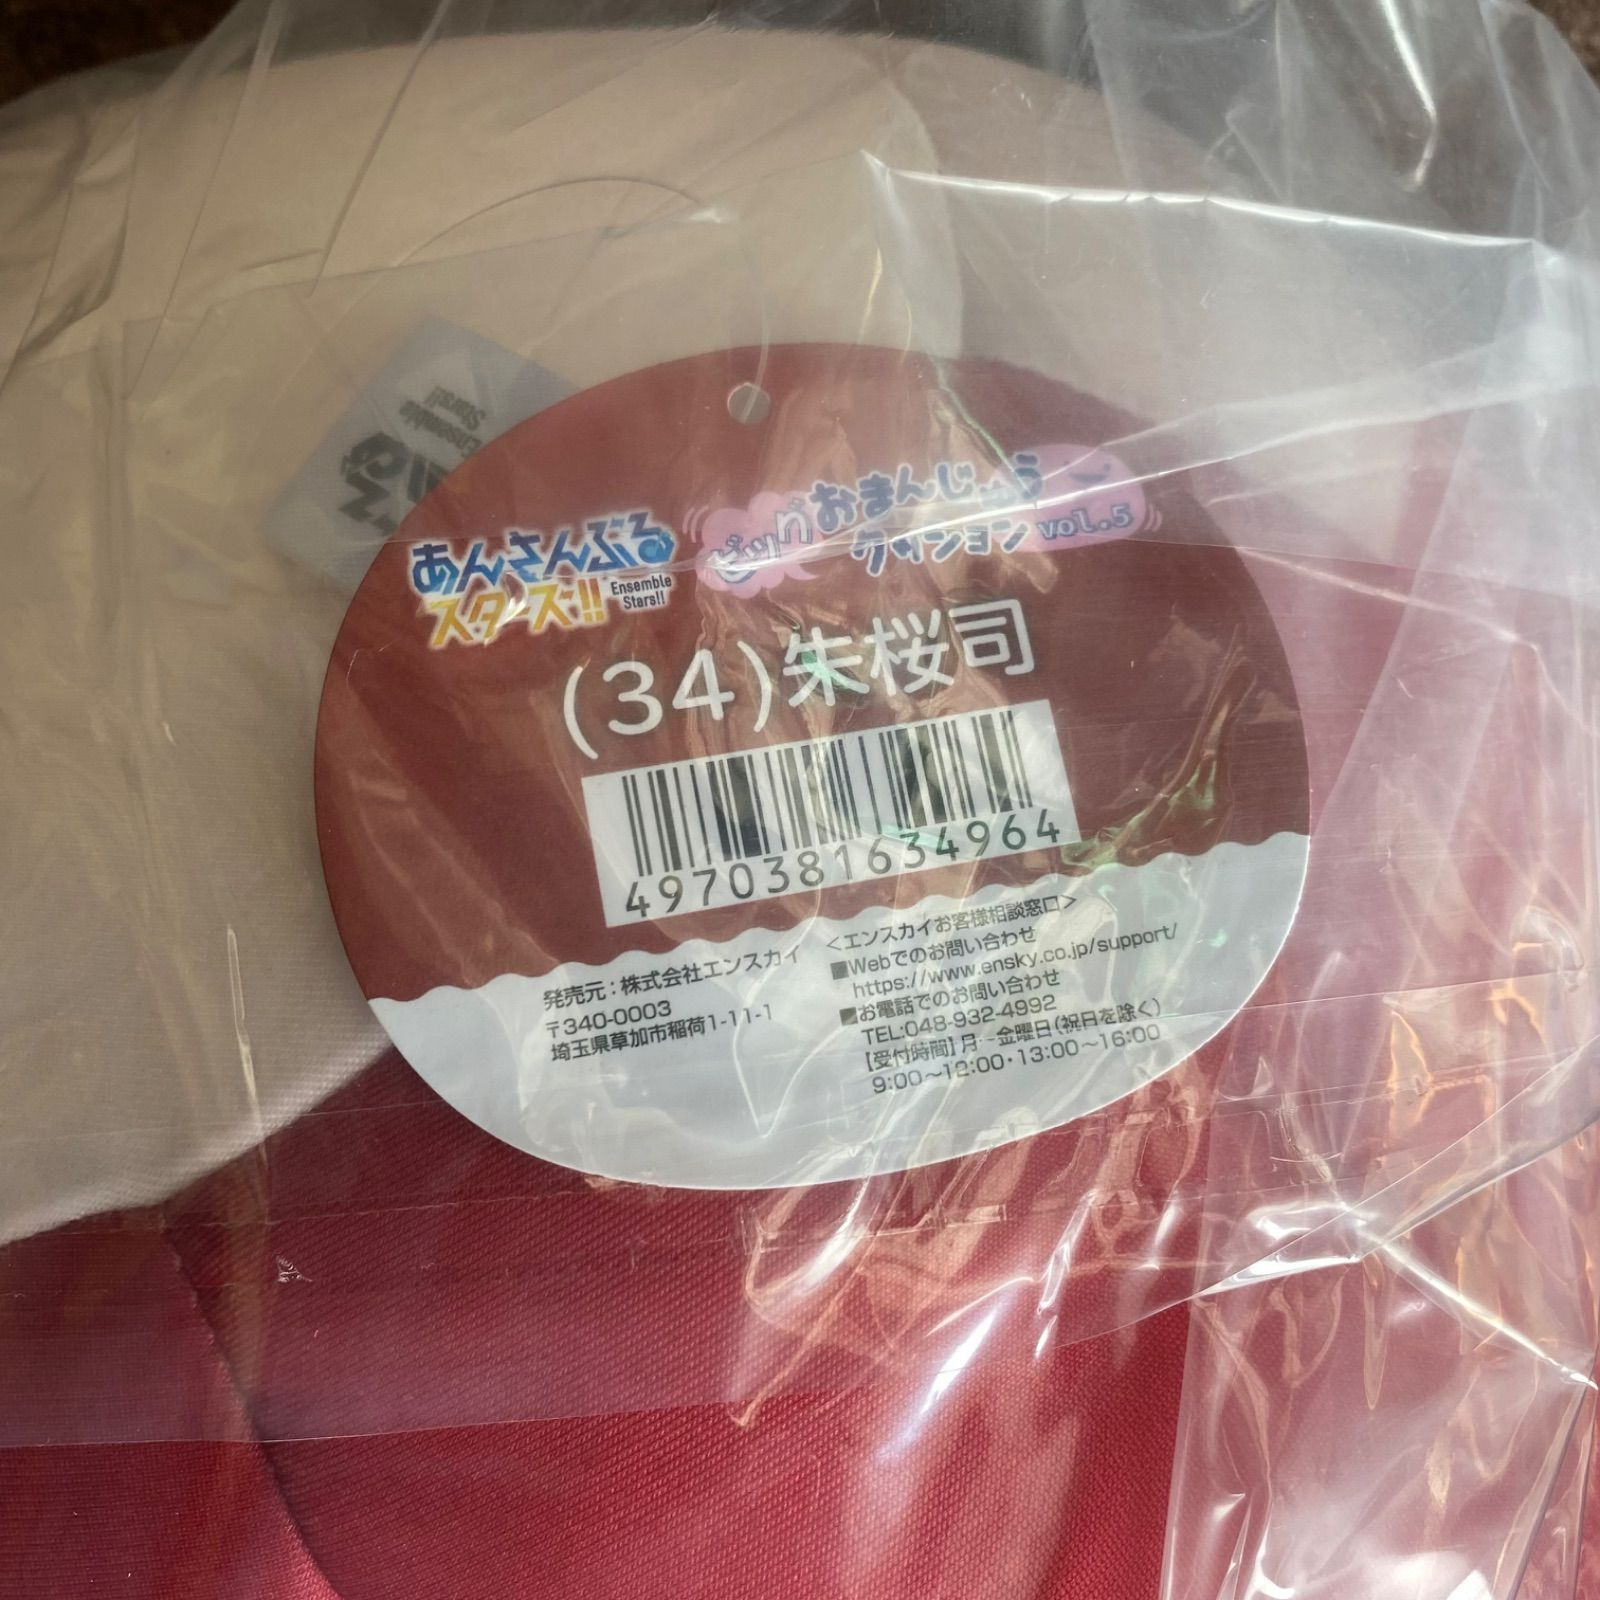 あんさんぶる
スターズ!!
Ensemble
Stars!!
ビッグおまんじゅう
クッション vol.5
(34)朱桜司
4970381634964
発売元：株式会社エンスカイ
〒340-0003
埼玉県草加市稲荷1-11-1
＜エンスカイお客様相談窓口＞
■Webでのお問い合わせ
https://www.ensky.co.jp/support/
■お電話でのお問い合わせ
TEL:048-932-4992
【受付時間】月～金曜日(祝日を除く)
9:00～12:00・13:00～16:00
Ensemble
Stars!!